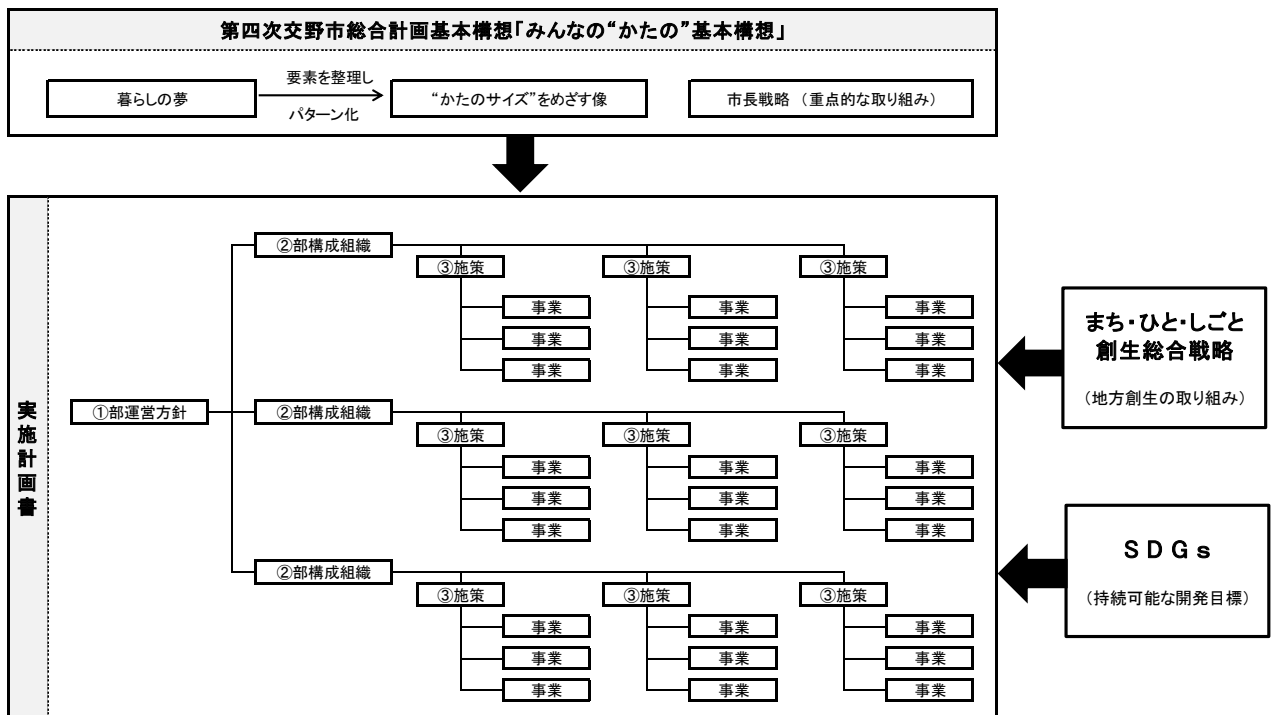 第四次交野市総合計画基本構想「みんなの“かたの”基本構想」
暮らしの夢
要素を整理し
パターン化
“かたのサイズ”をめざす像
市長戦略 (重点的な取り組み)
実施計画書
①部運営方針
②部構成組織
③施策
③施策
③施策
事業
事業
事業
事業
事業
事業
事業
事業
事業
②部構成組織
③施策
③施策
③施策
事業
事業
事業
事業
事業
事業
事業
事業
事業
②部構成組織
③施策
③施策
③施策
事業
事業
事業
事業
事業
事業
事業
事業
事業
まち・ひと・しごと
創生総合戦略
(地方創生の取り組み)
SDGs
(持続可能な開発目標)